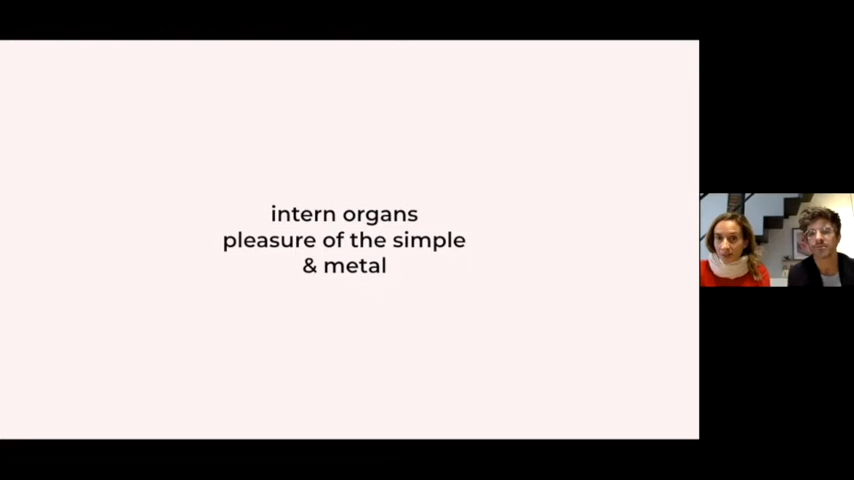 intern organs
pleasure of the simple
& metal